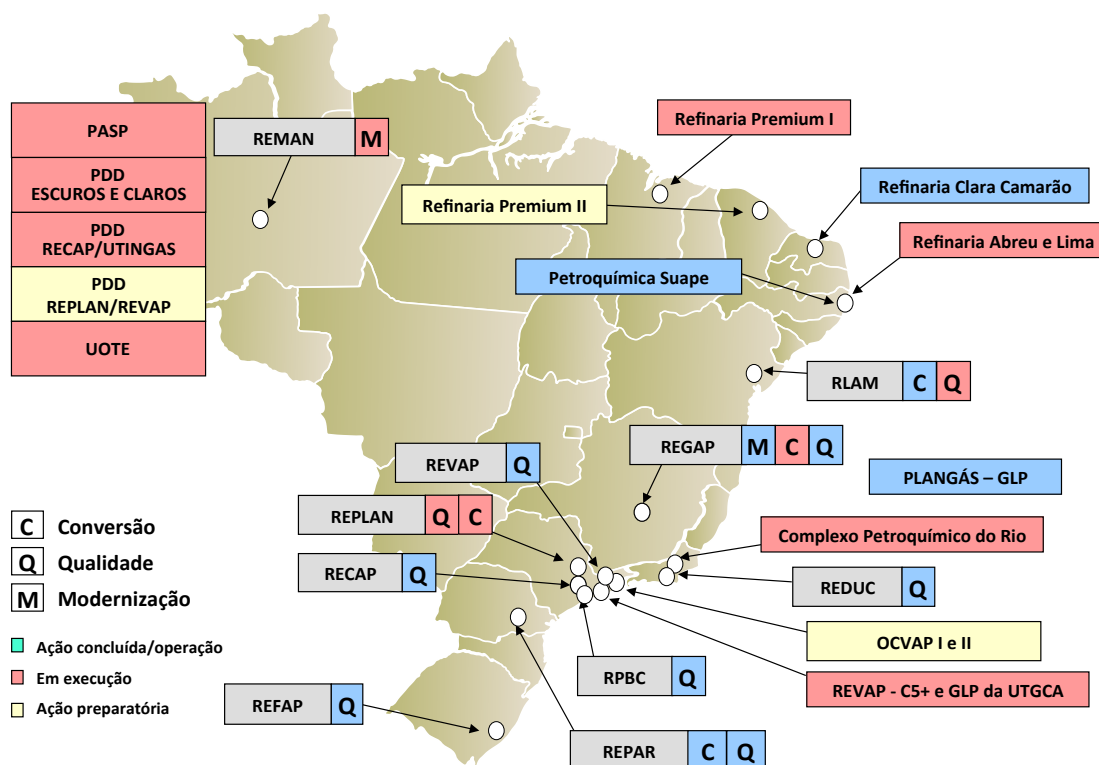 PASP
PDD
ESCUROS E CLAROS
PDD
RECAP/UTINGAS
PDD
REPLAN/REVAP
UOTE
REMAN M
Refinaria Premium I
Refinaria Premium II
Refinaria Clara Camarão
Refinaria Abreu e Lima
Petroquímica Suape
RLAM C Q
REGAP M C Q
REVAP Q
PLANGÁS – GLP
REPLAN Q C
Complexo Petroquímico do Rio
RECAP Q
REDUC Q
OCVAP I e II
RPBC Q
REVAP - C5+ e GLP da UTGCA
REFAP Q
REPAR C Q
C Conversão
Q Qualidade
M Modernização
Ação concluída/operação
Em execução
Ação preparatória